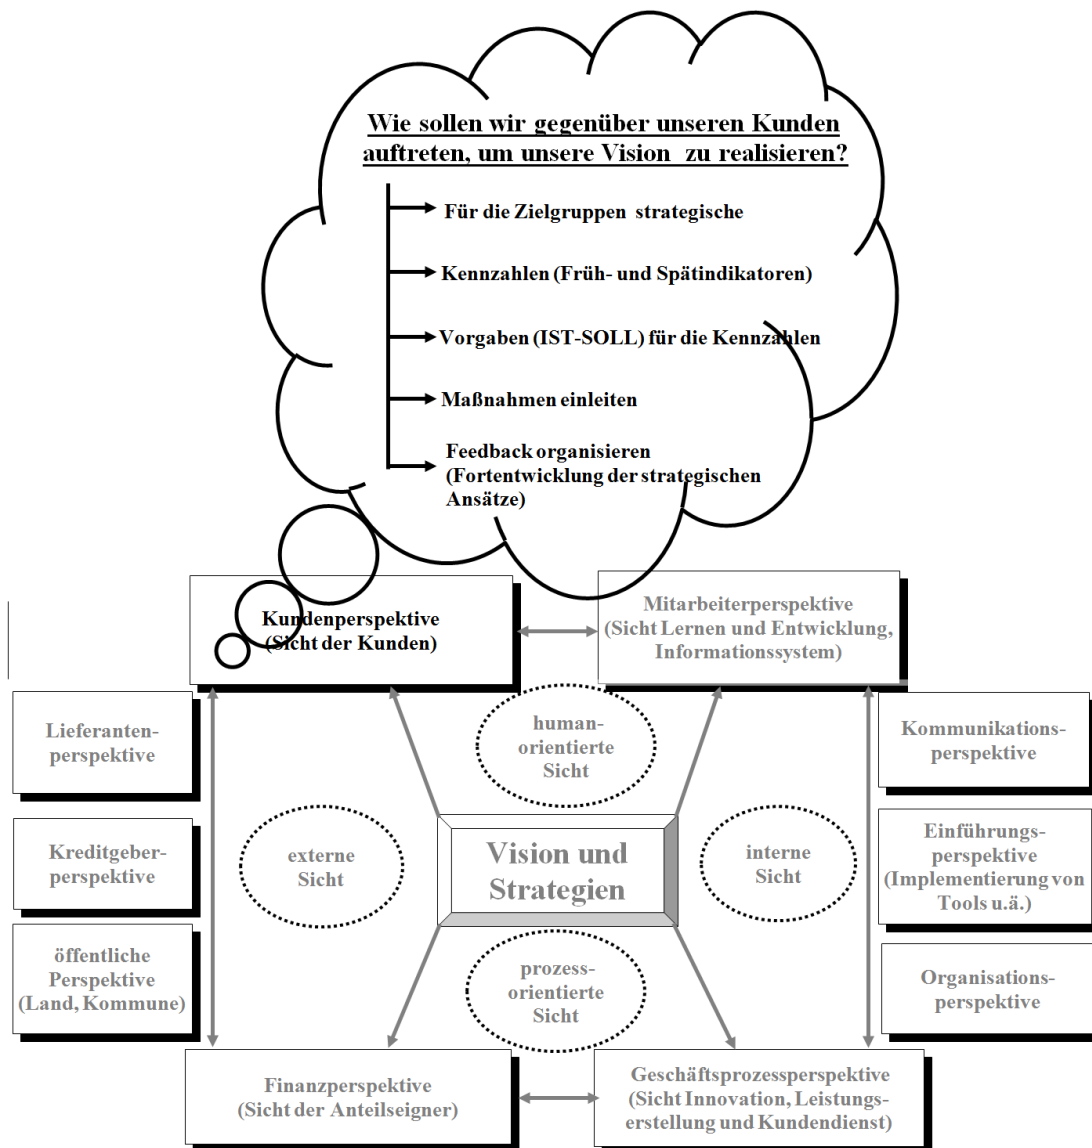 Wie sollen wir gegenüber unseren Kunden
auftreten, um unsere Vision zu realisieren?
Für die Zielgruppen strategische
Kennzahlen (Früh- und Spätindikatoren)
Vorgaben (IST-SOLL) für die Kennzahlen
Maßnahmen einleiten
Feedback organisieren
(Fortentwicklung der strategischen
Ansätze)
Kundenperspektive
(Sicht der Kunden)
Mitarbeiterperspektive
(Sicht Lernen und Entwicklung,
Informationssystem)
Lieferanten-
perspektive
human-
orientierte
Sicht
Kommunikations-
perspektive
Kreditgeber-
perspektive
externe
Sicht
Vision und
Strategien
interne
Sicht
Einführungs-
perspektive
(Implementierung von
Tools u.ä.)
öffentliche
Perspektive
(Land, Kommune)
prozess-
orientierte
Sicht
Organisations-
perspektive
Finanzperspektive
(Sicht der Anteilseigner)
Geschäftsprozessperspektive
(Sicht Innovation, Leistungs-
erstellung und Kundendienst)